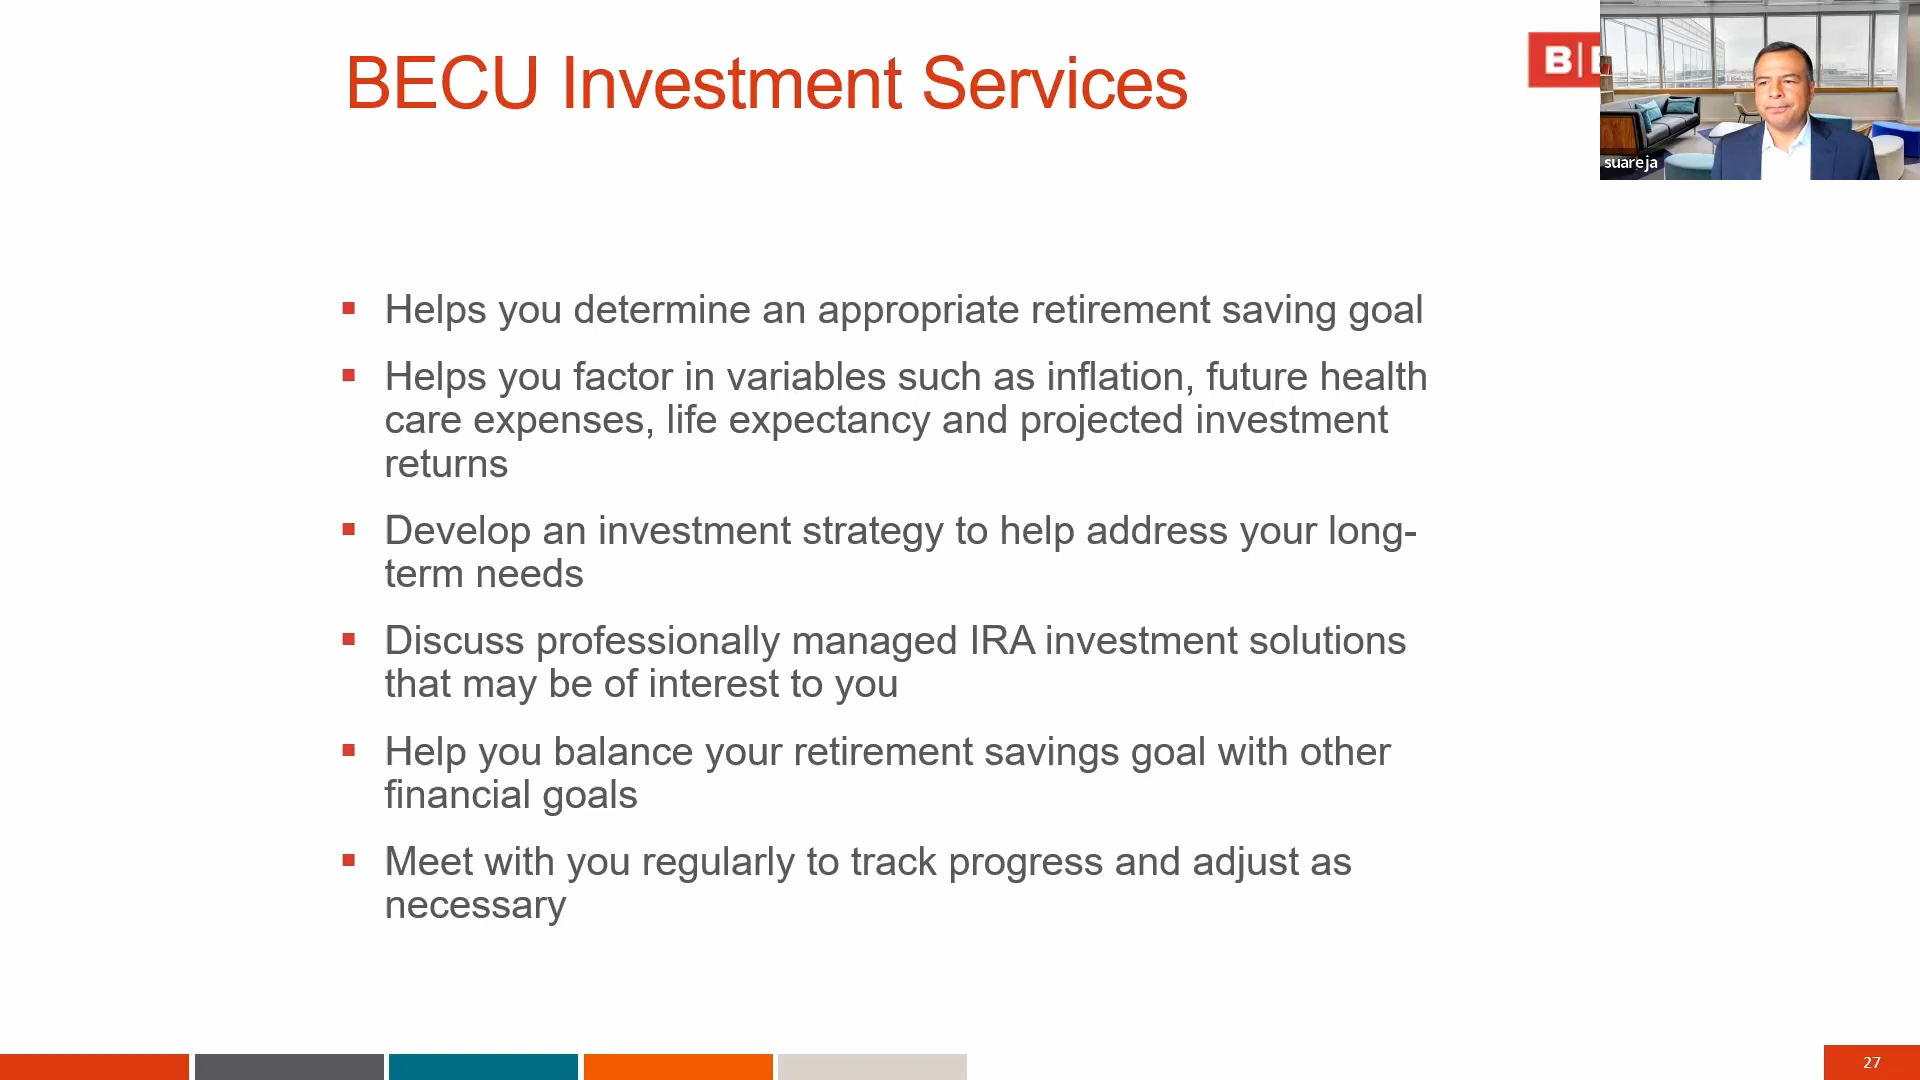 BECU Investment Services
B|
suareja
Helps you determine an appropriate retirement saving goal
Helps you factor in variables such as inflation, future health
care expenses, life expectancy and projected investment
returns
Develop an investment strategy to help address your long-
term needs
Discuss professionally managed IRA investment solutions
that may be of interest to you
Help you balance your retirement savings goal with other
financial goals
Meet with you regularly to track progress and adjust as
necessary
27